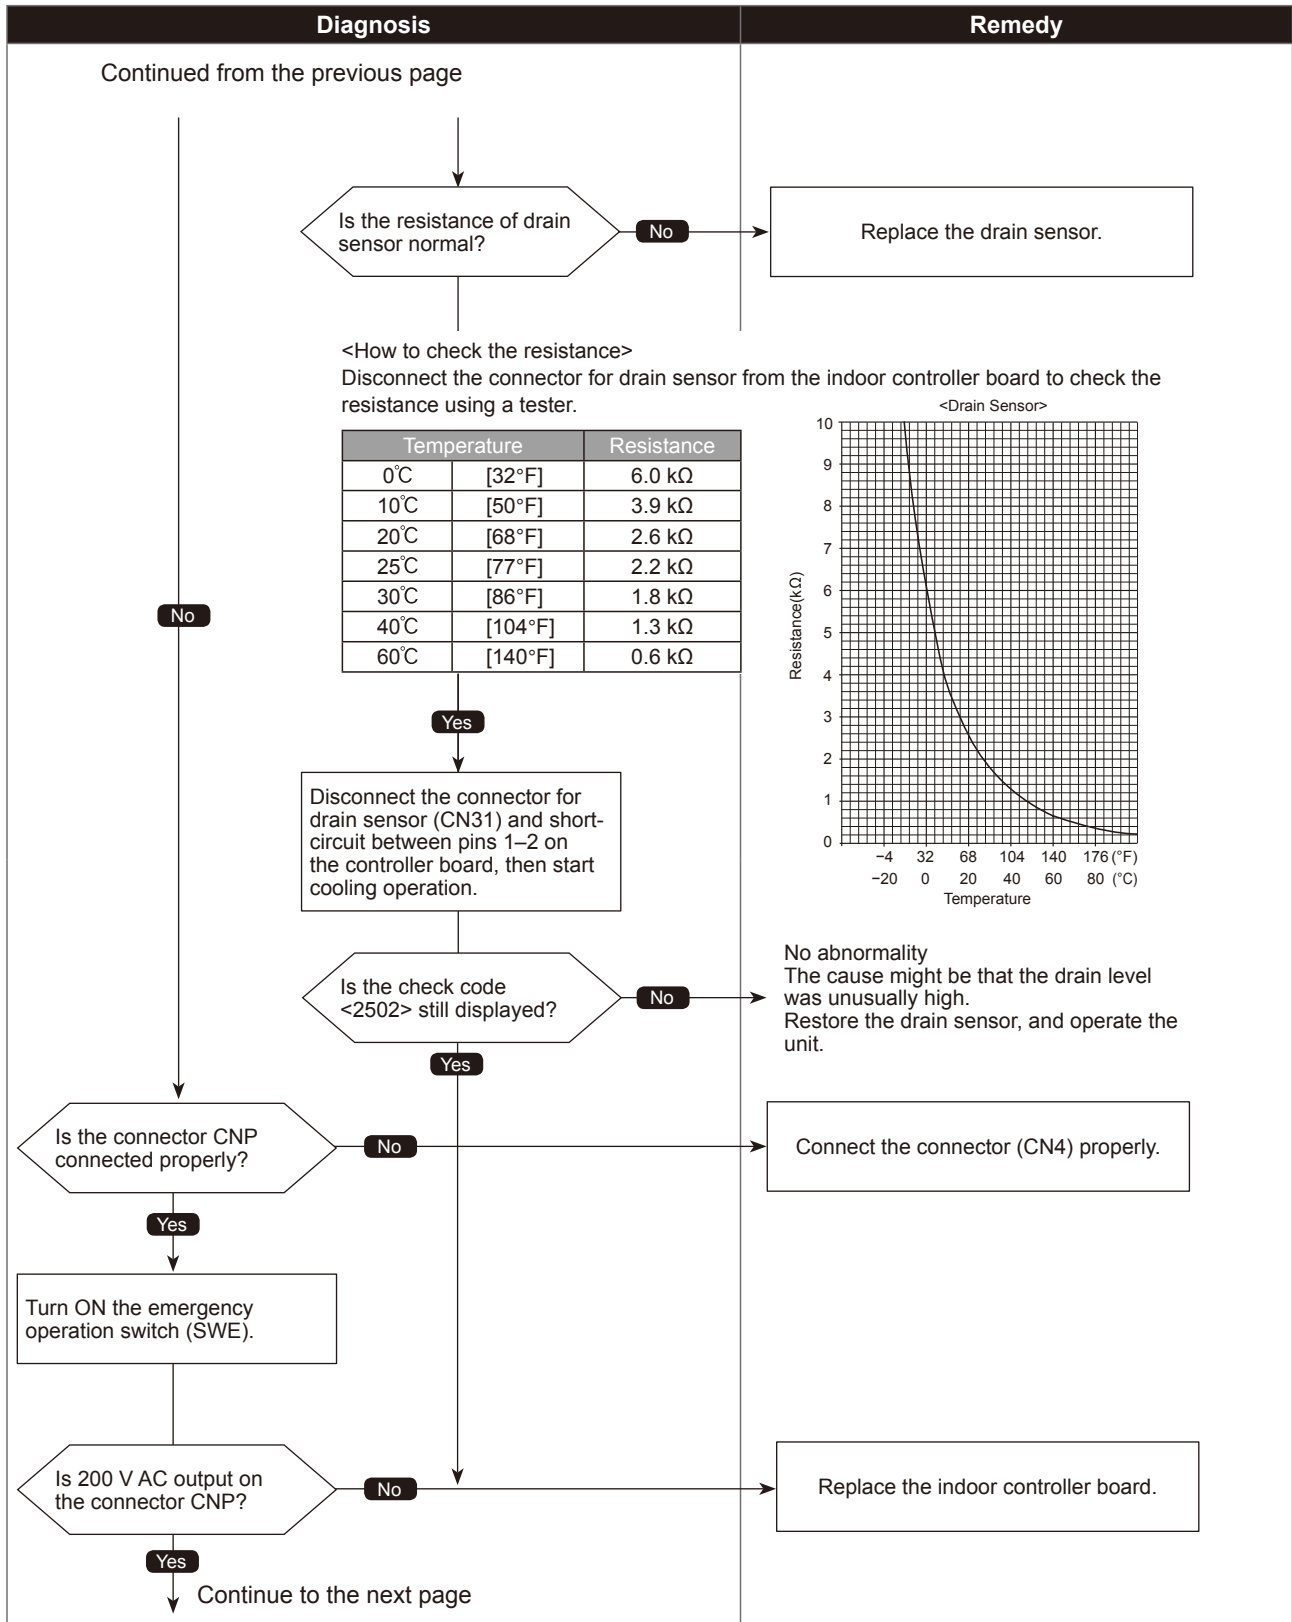 Diagnosis Remedy
Continued from the previous page
Is the resistance of drain
sensor normal?
No
Replace the drain sensor.
<How to check the resistance>
Disconnect the connector for drain sensor from the indoor controller board to check the
resistance using a tester.
Temperature Resistance
0℃ [32°F] 6.0 kΩ
10℃ [50°F] 3.9 kΩ
20℃ [68°F] 2.6 kΩ
25℃ [77°F] 2.2 kΩ
30℃ [86°F] 1.8 kΩ
40℃ [104°F] 1.3 kΩ
60℃ [140°F] 0.6 kΩ
<Drain Sensor>
Resistance(kΩ)
10
9
8
7
6
5
4
3
2
1
0
−4 32 68 104 140 176 (°F)
−20 0 20 40 60 80 (°C)
Temperature
No
Yes
Disconnect the connector for
drain sensor (CN31) and short-
circuit between pins 1–2 on
the controller board, then start
cooling operation.
Is the check code
<2502> still displayed?
No
No abnormality
The cause might be that the drain level
was unusually high.
Restore the drain sensor, and operate the
unit.
Yes
Is the connector CNP
connected properly?
No
Connect the connector (CN4) properly.
Yes
Turn ON the emergency
operation switch (SWE).
Is 200 V AC output on
the connector CNP?
No
Replace the indoor controller board.
Yes
Continue to the next page